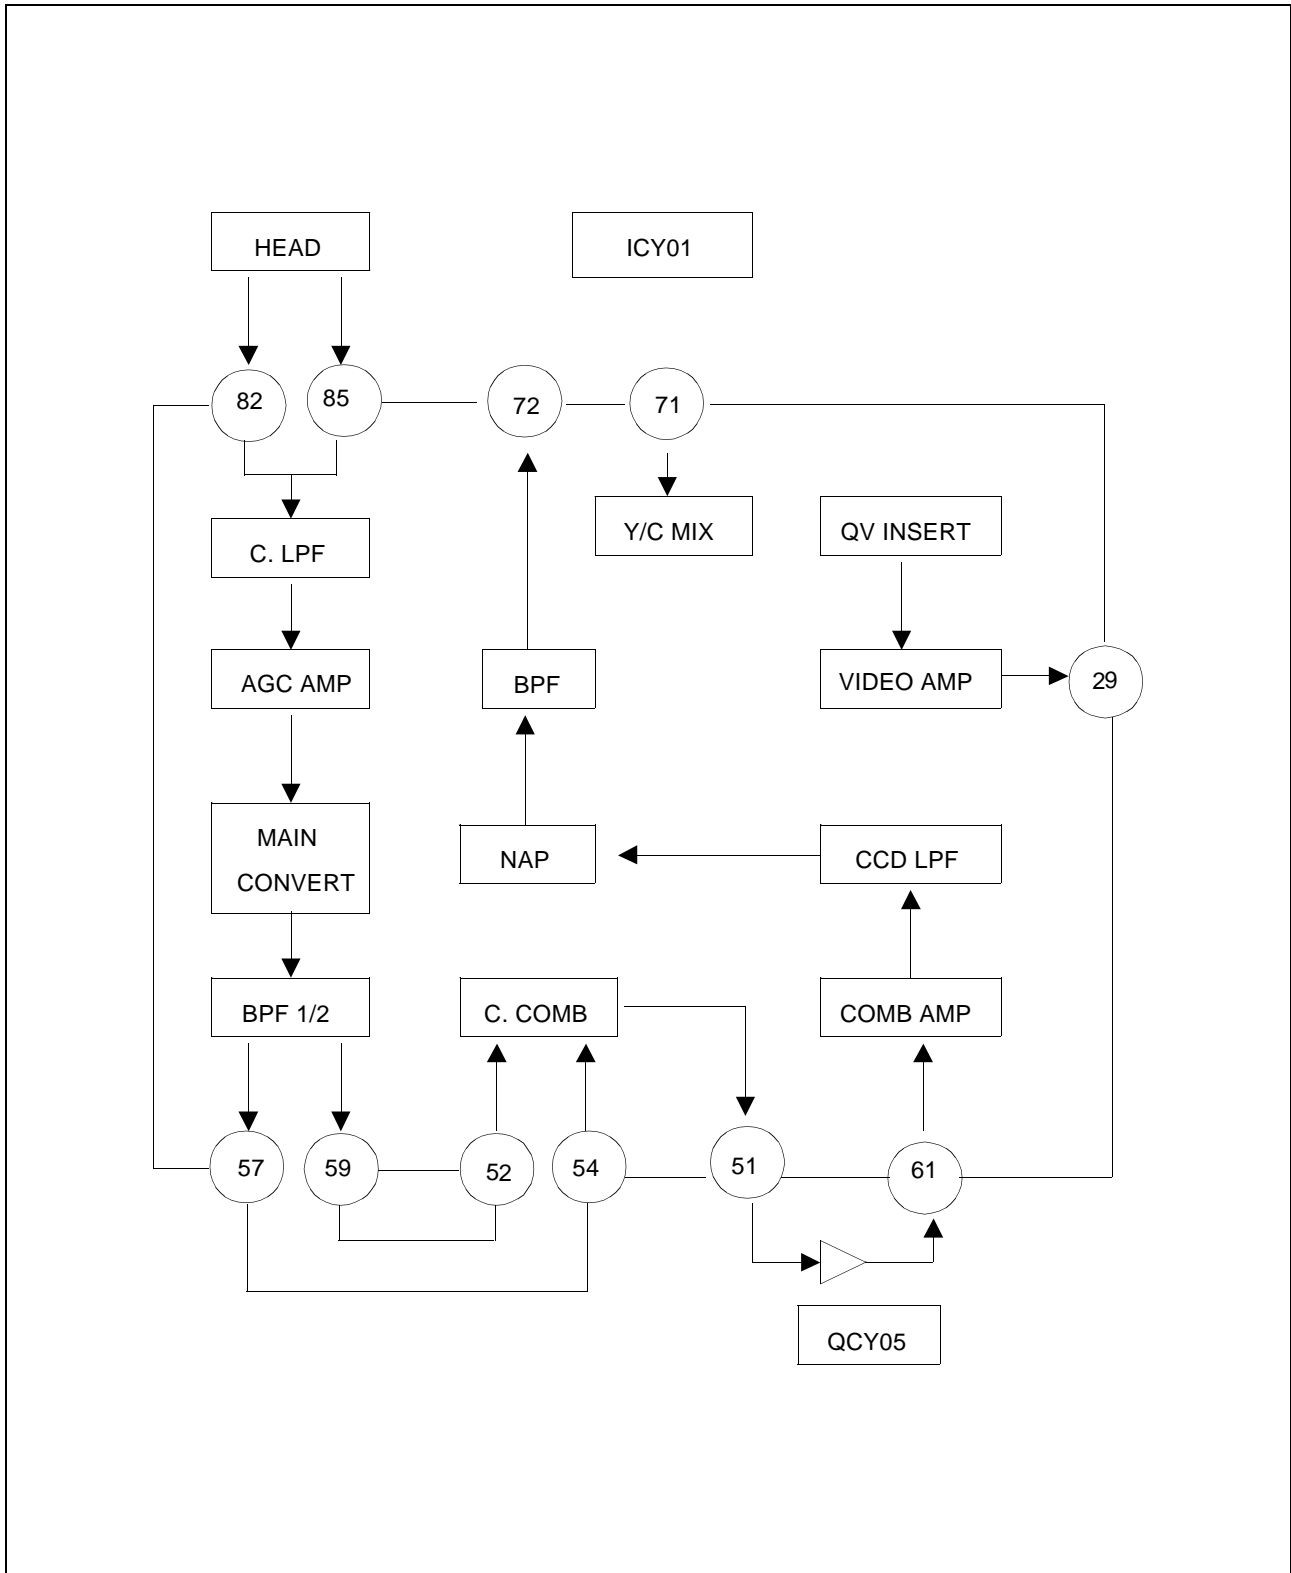 HEAD
ICY01
82
85
72
71
C. LPF
Y/C MIX
QV INSERT
AGC AMP
BPF
VIDEO AMP
29
MAIN
CONVERT
NAP
CCD LPF
BPF 1/2
C. COMB
COMB AMP
57
59
52
54
51
61
QCY05